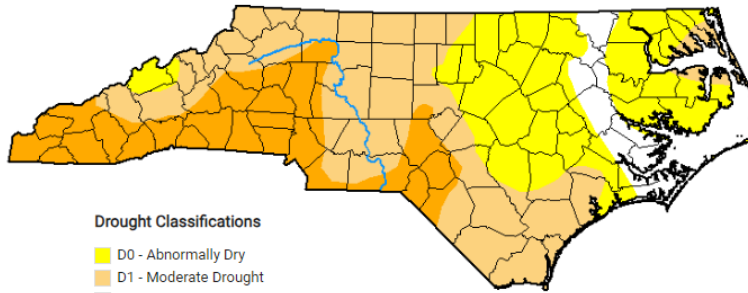 Drought Classifications
D0 - Abnormally Dry
D1 - Moderate Drought